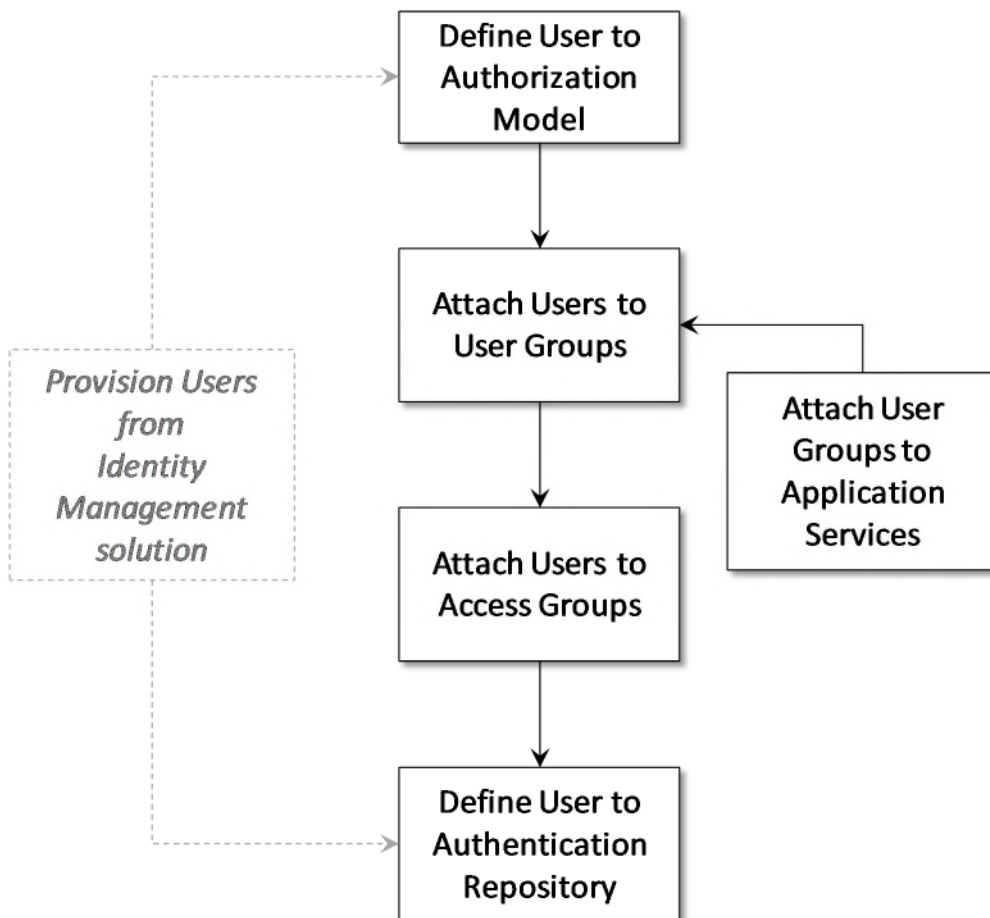 Define User to
Authorization
Model
Attach Users to
User Groups
Provision Users
from
Identity
Management
solution
Attach User
Groups to
Application
Services
Attach Users to
Access Groups
Define User to
Authentication
Repository